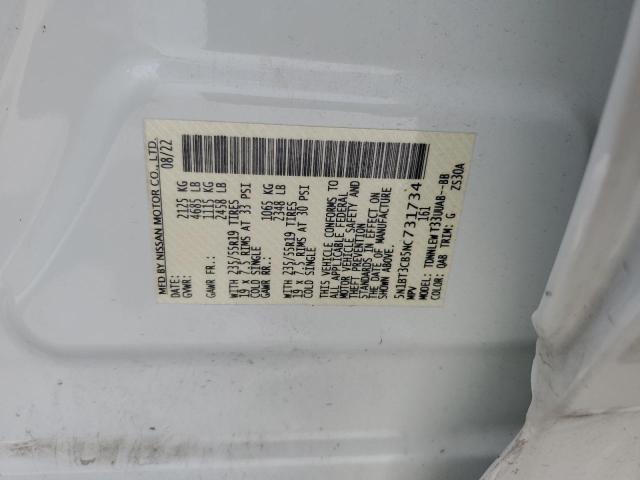 MFD BY NISSAN MOTOR CO., LTD.
DATE: 08/22
GVWR: 2125 KG
4685 LB
GAWR FR: 1115 KG
2458 LB
WITH 235/55R19 TIRES
19 x 7.5 RIMS AT 33 PSI
COLD SINGLE
GAWR RR: 1065 KG
2348 LB
WITH 235/55R19 TIRES
19 x 7.5 RIMS AT 30 PSI
COLD SINGLE
THIS VEHICLE CONFORMS TO
ALL APPLICABLE FEDERAL
MOTOR VEHICLE SAFETY AND
THEFT PREVENTION
STANDARDS IN EFFECT ON
THE DATE OF MANUFACTURE
SHOWN ABOVE.
5N1BT3CB5NC731734
MPV 161
MODEL: TDNNLEW T33UUAB--BB
COLOR: QAB TRIM: G ZS30A